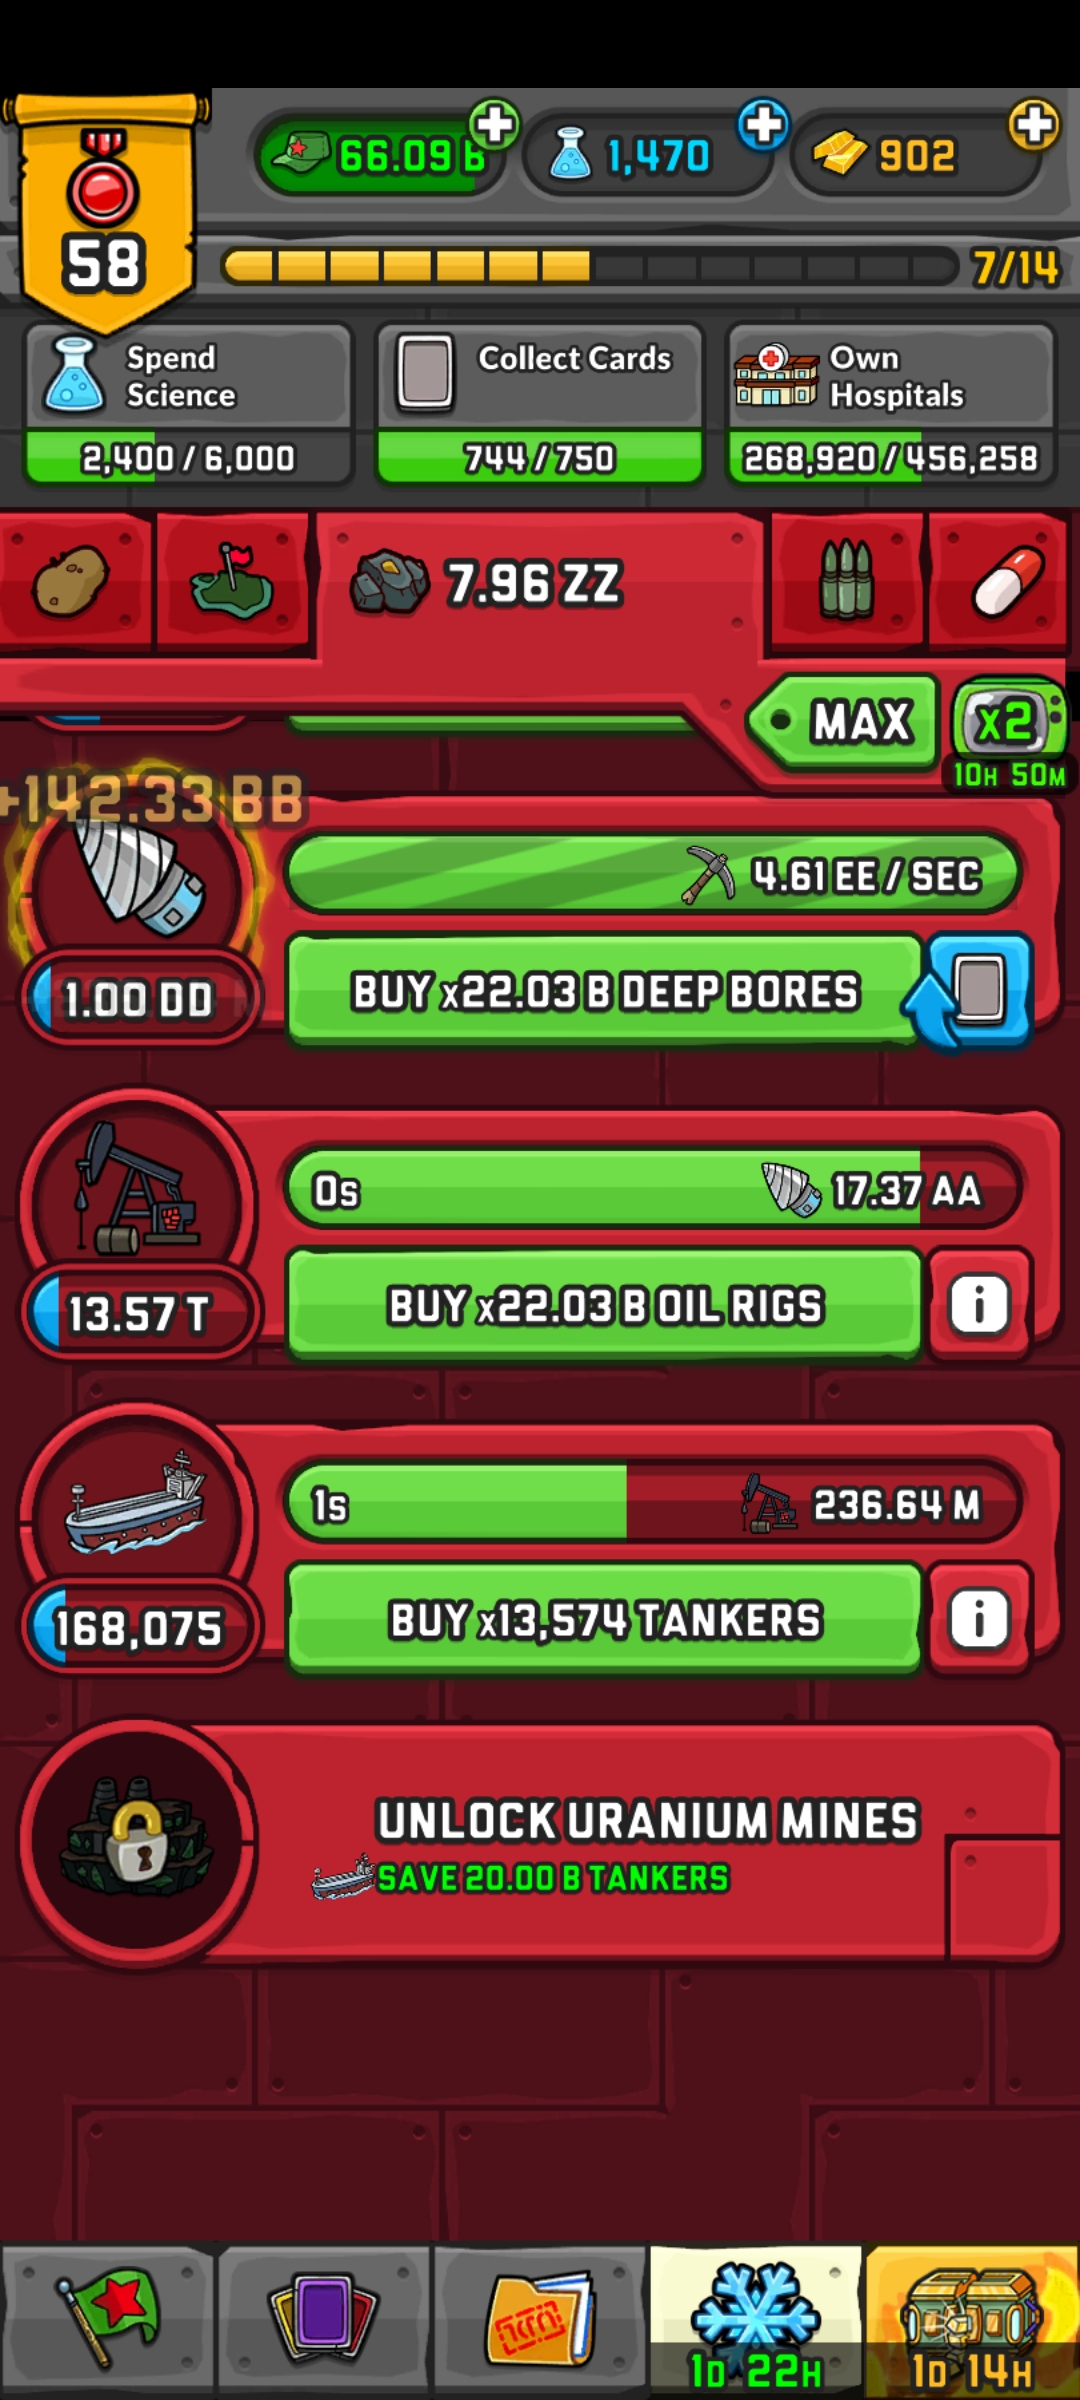 66.09 B
1,470
902
58
7/14
Spend
Science
2,400 / 6,000
Collect Cards
744 / 750
Own
Hospitals
268,920 / 456,258
7.96 ZZ
MAX
x2
10H 50M
+142.33 BB
4.61 EE / SEC
1.00 DD
BUY x22.03 B DEEP BORES
0s
17.37 AA
13.57 T
BUY x22.03 B OIL RIGS
i
1s
236.64 M
168,075
BUY x13,574 TANKERS
i
UNLOCK URANIUM MINES
SAVE 20.00 B TANKERS
1D 22H
1D 14H